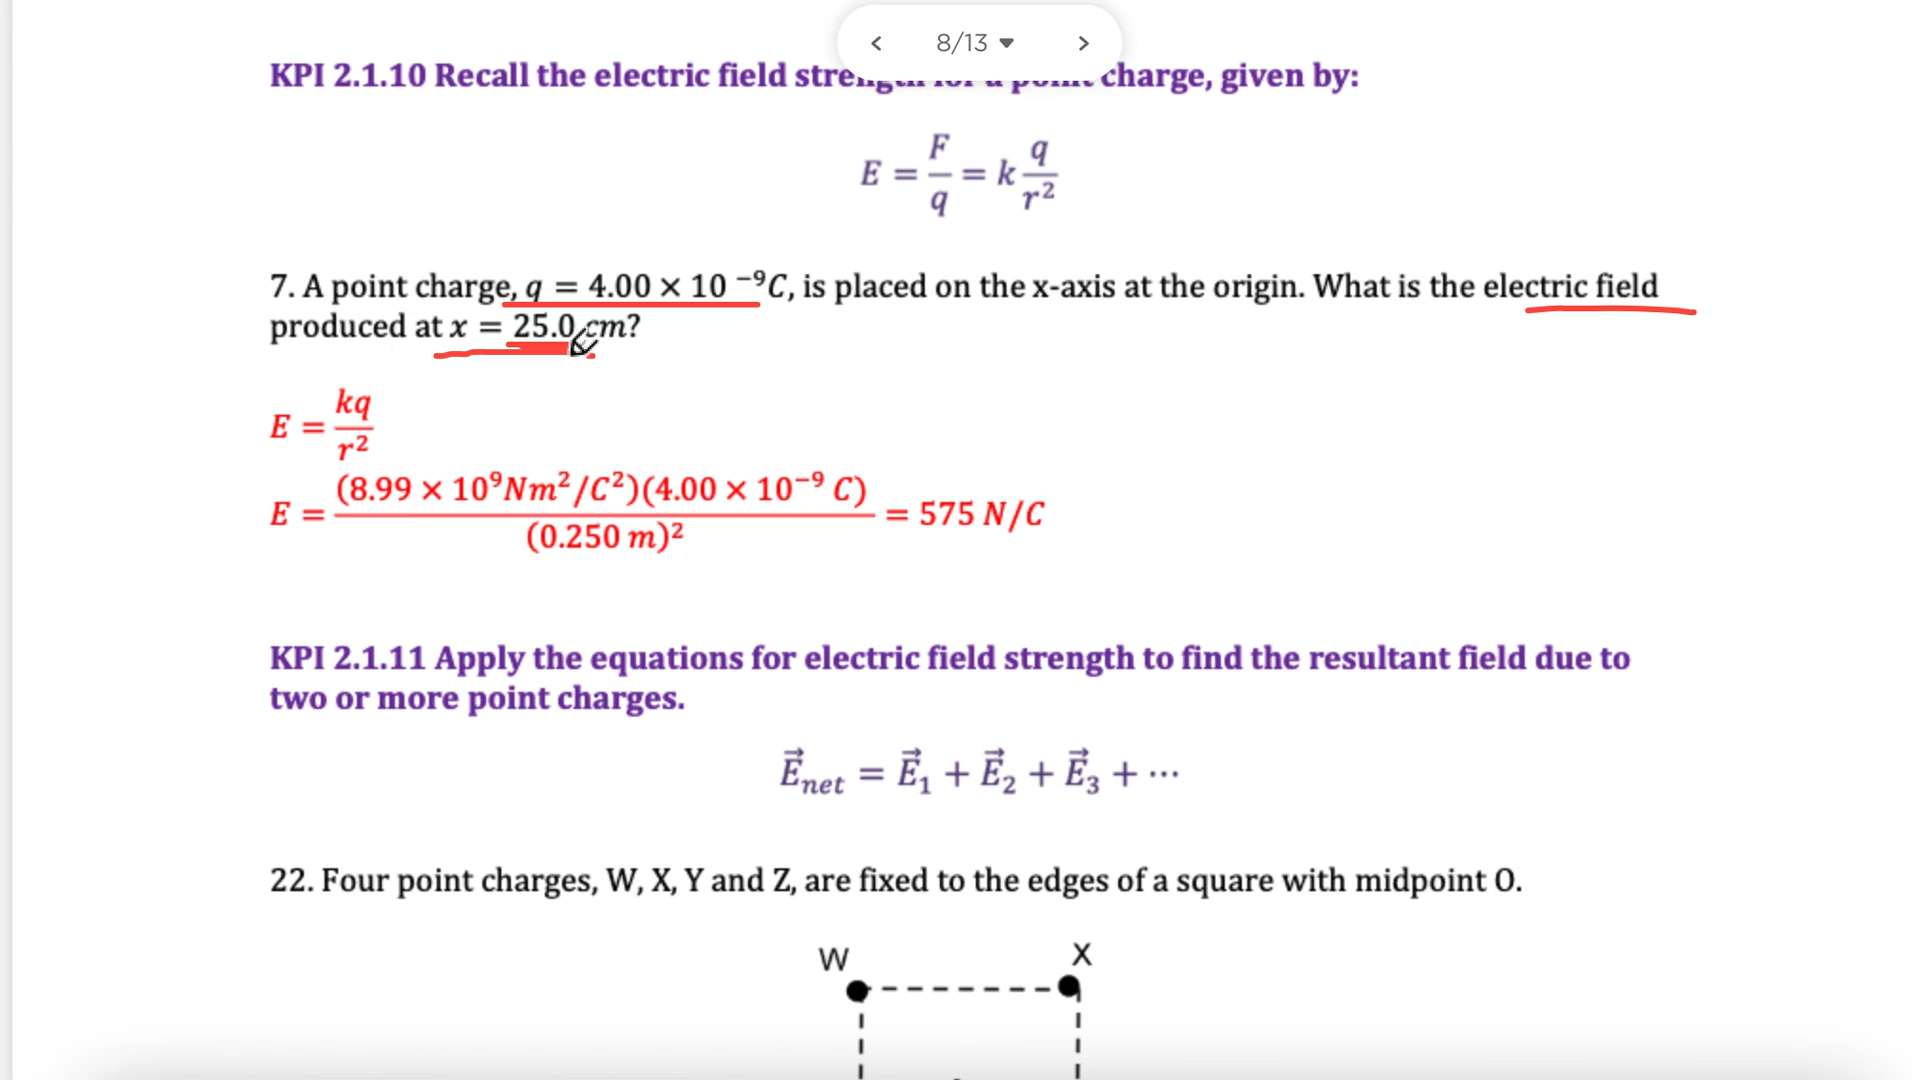 8/13
KPI 2.1.10 Recall the electric field strength for a point charge, given by:
E = F/q = k q/r²
7. A point charge, q = 4.00 × 10 ⁻⁹C, is placed on the x-axis at the origin. What is the electric field
produced at x = 25.0 cm?
E = kq/r²
E = (8.99 × 10⁹Nm²/C²)(4.00 × 10⁻⁹ C)/(0.250 m)² = 575 N/C
KPI 2.1.11 Apply the equations for electric field strength to find the resultant field due to
two or more point charges.
E⃗net = E⃗₁ + E⃗₂ + E⃗₃ + ⋯
22. Four point charges, W, X, Y and Z, are fixed to the edges of a square with midpoint O.
W X